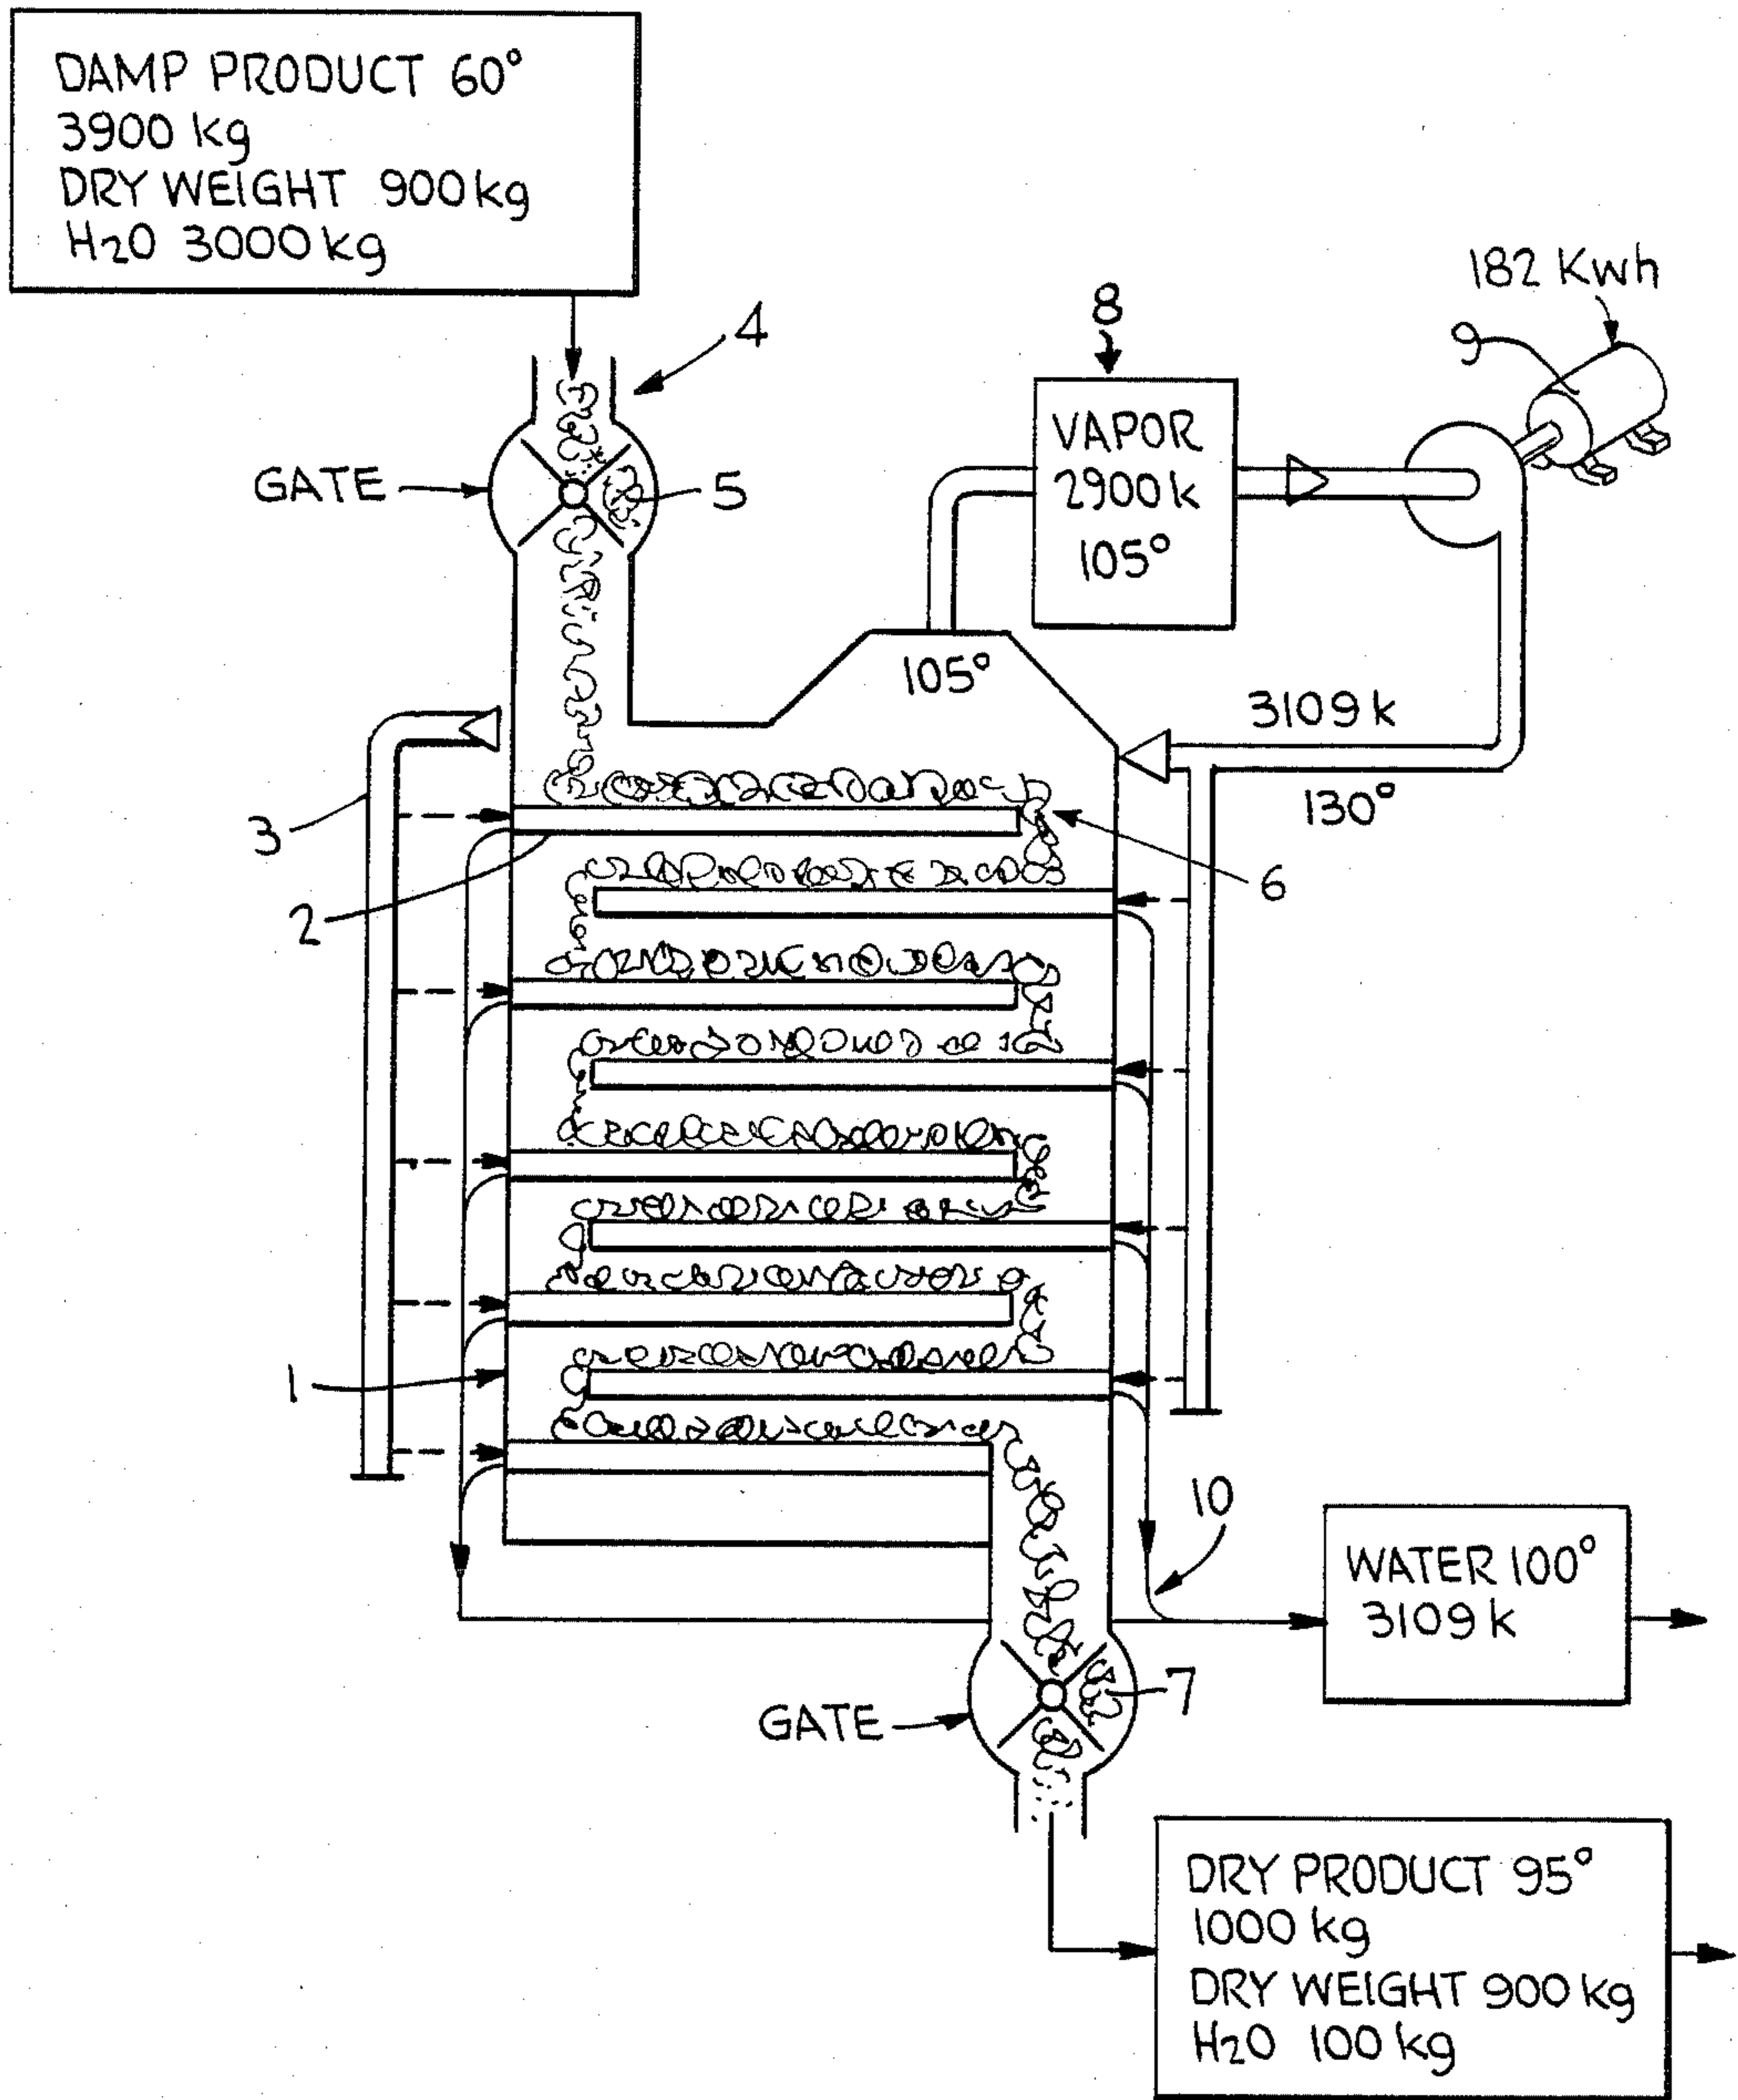 DAMP PRODUCT 60°
3900 kg
DRY WEIGHT 900 kg
H2O 3000 kg
182 Kwh
8
9
4
VAPOR
2900 k
105°
GATE
5
105°
3109 k
130°
3
6
2
1
10
WATER 100°
3109 k
7
GATE
DRY PRODUCT 95°
1000 kg
DRY WEIGHT 900 kg
H2O 100 kg